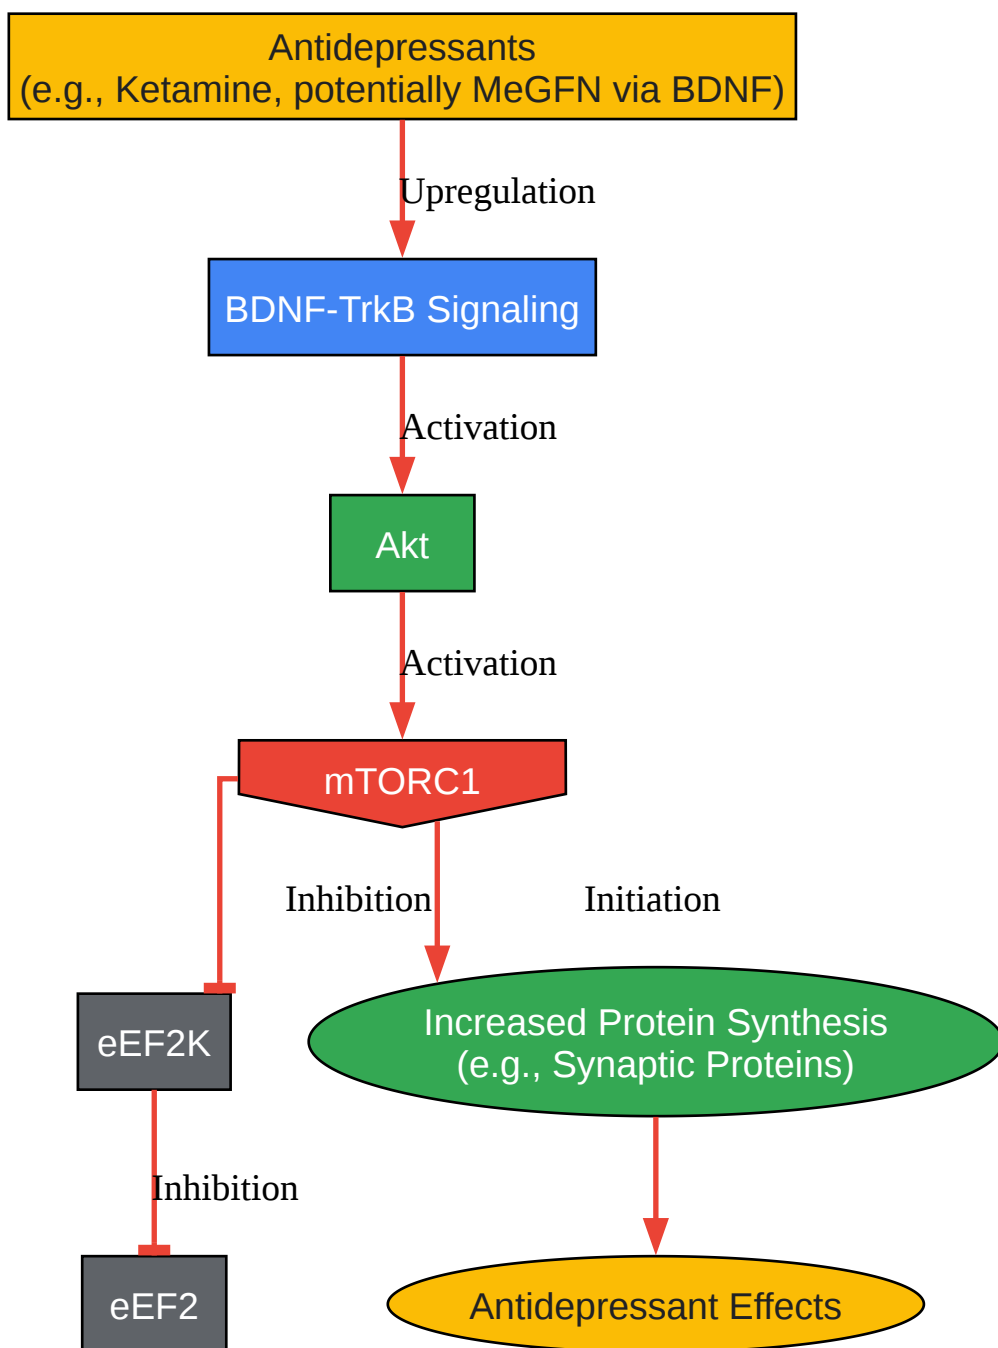 Antidepressants
(e.g., Ketamine, potentially MeGFN via BDNF)
Upregulation
BDNF-TrkB Signaling
Activation
Akt
Activation
mTORC1
Inhibition
Initiation
eEF2K
Increased Protein Synthesis
(e.g., Synaptic Proteins)
Inhibition
eEF2
Antidepressant Effects